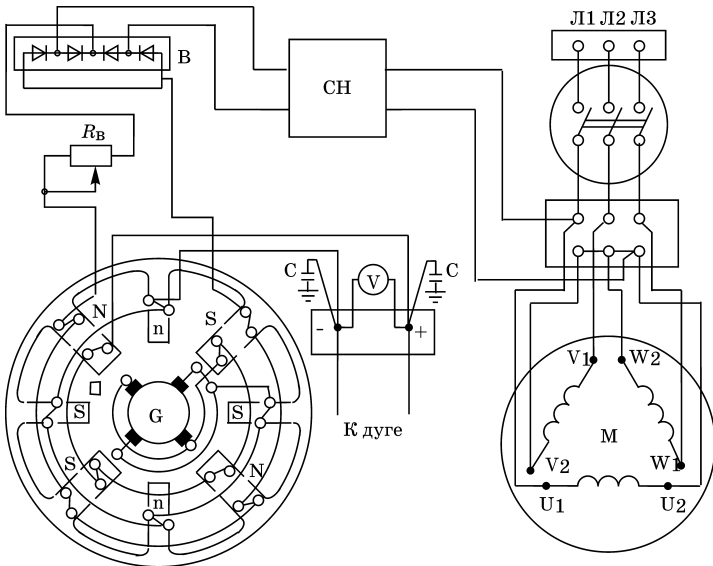 Л1 Л2 Л3
В
СН
Rв
С V С
- +
N n S
S G S
S n N
К дуге
V1 W2
M
V2 W1
U1 U2